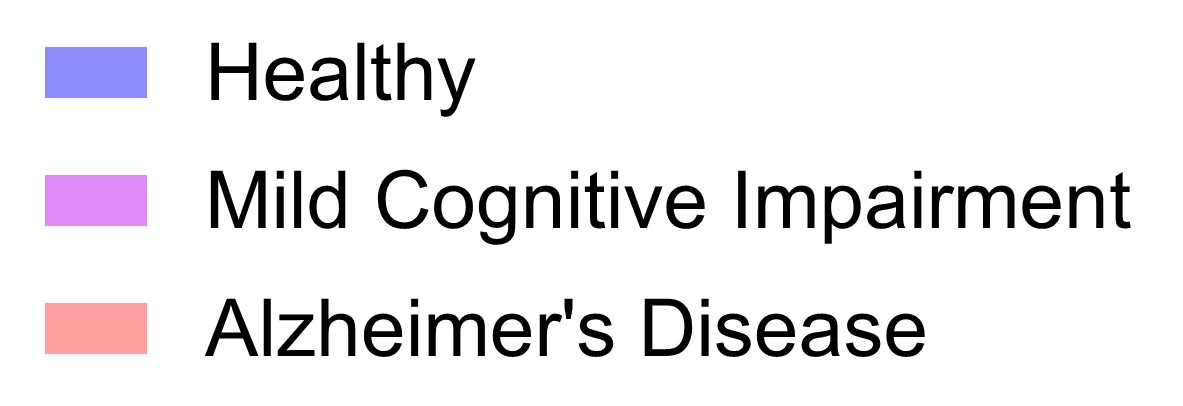 Healthy
Mild Cognitive Impairment
Alzheimer's Disease